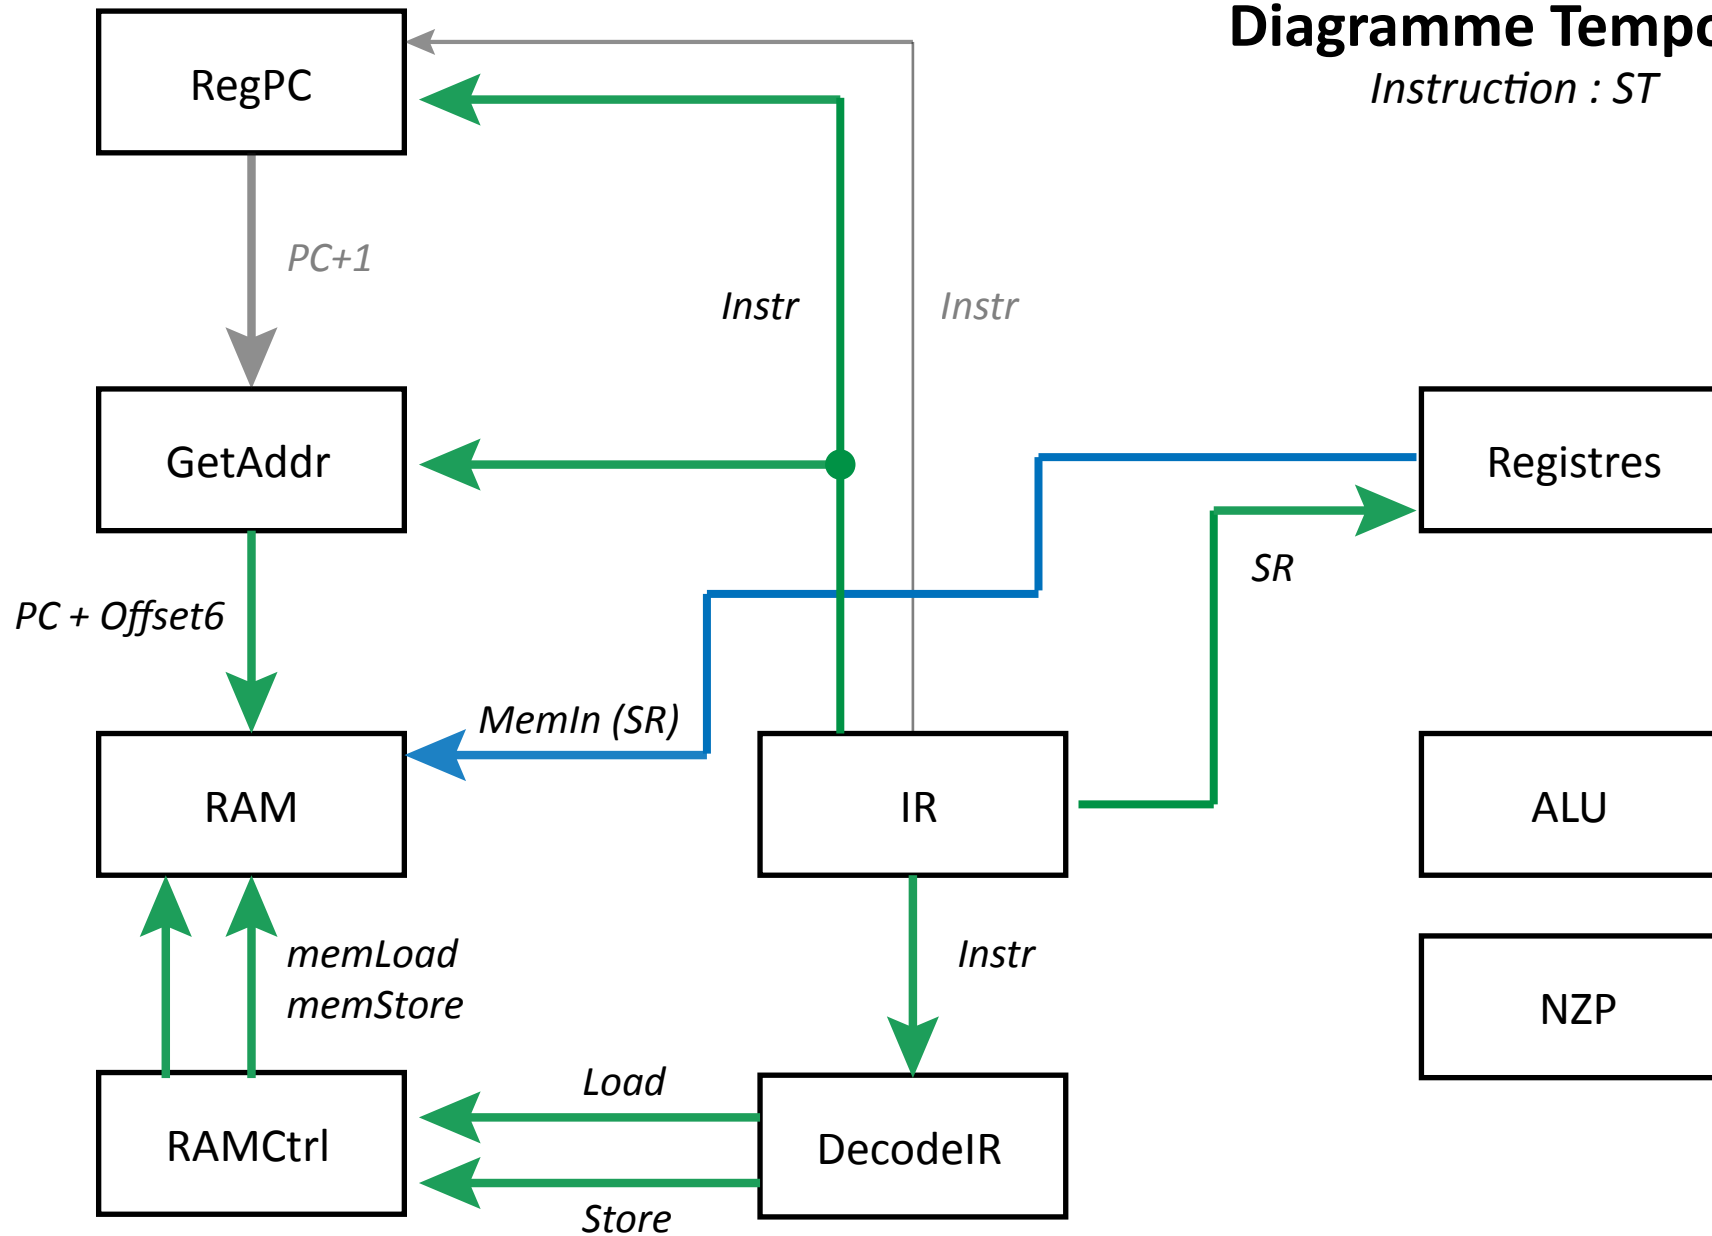 Diagramme Tempo
Instruction : ST
RegPC
PC+1
Instr
Instr
GetAddr
Registres
SR
PC + Offset6
MemIn (SR)
RAM
IR
ALU
memLoad
memStore
Instr
NZP
Load
RAMCtrl
DecodeIR
Store